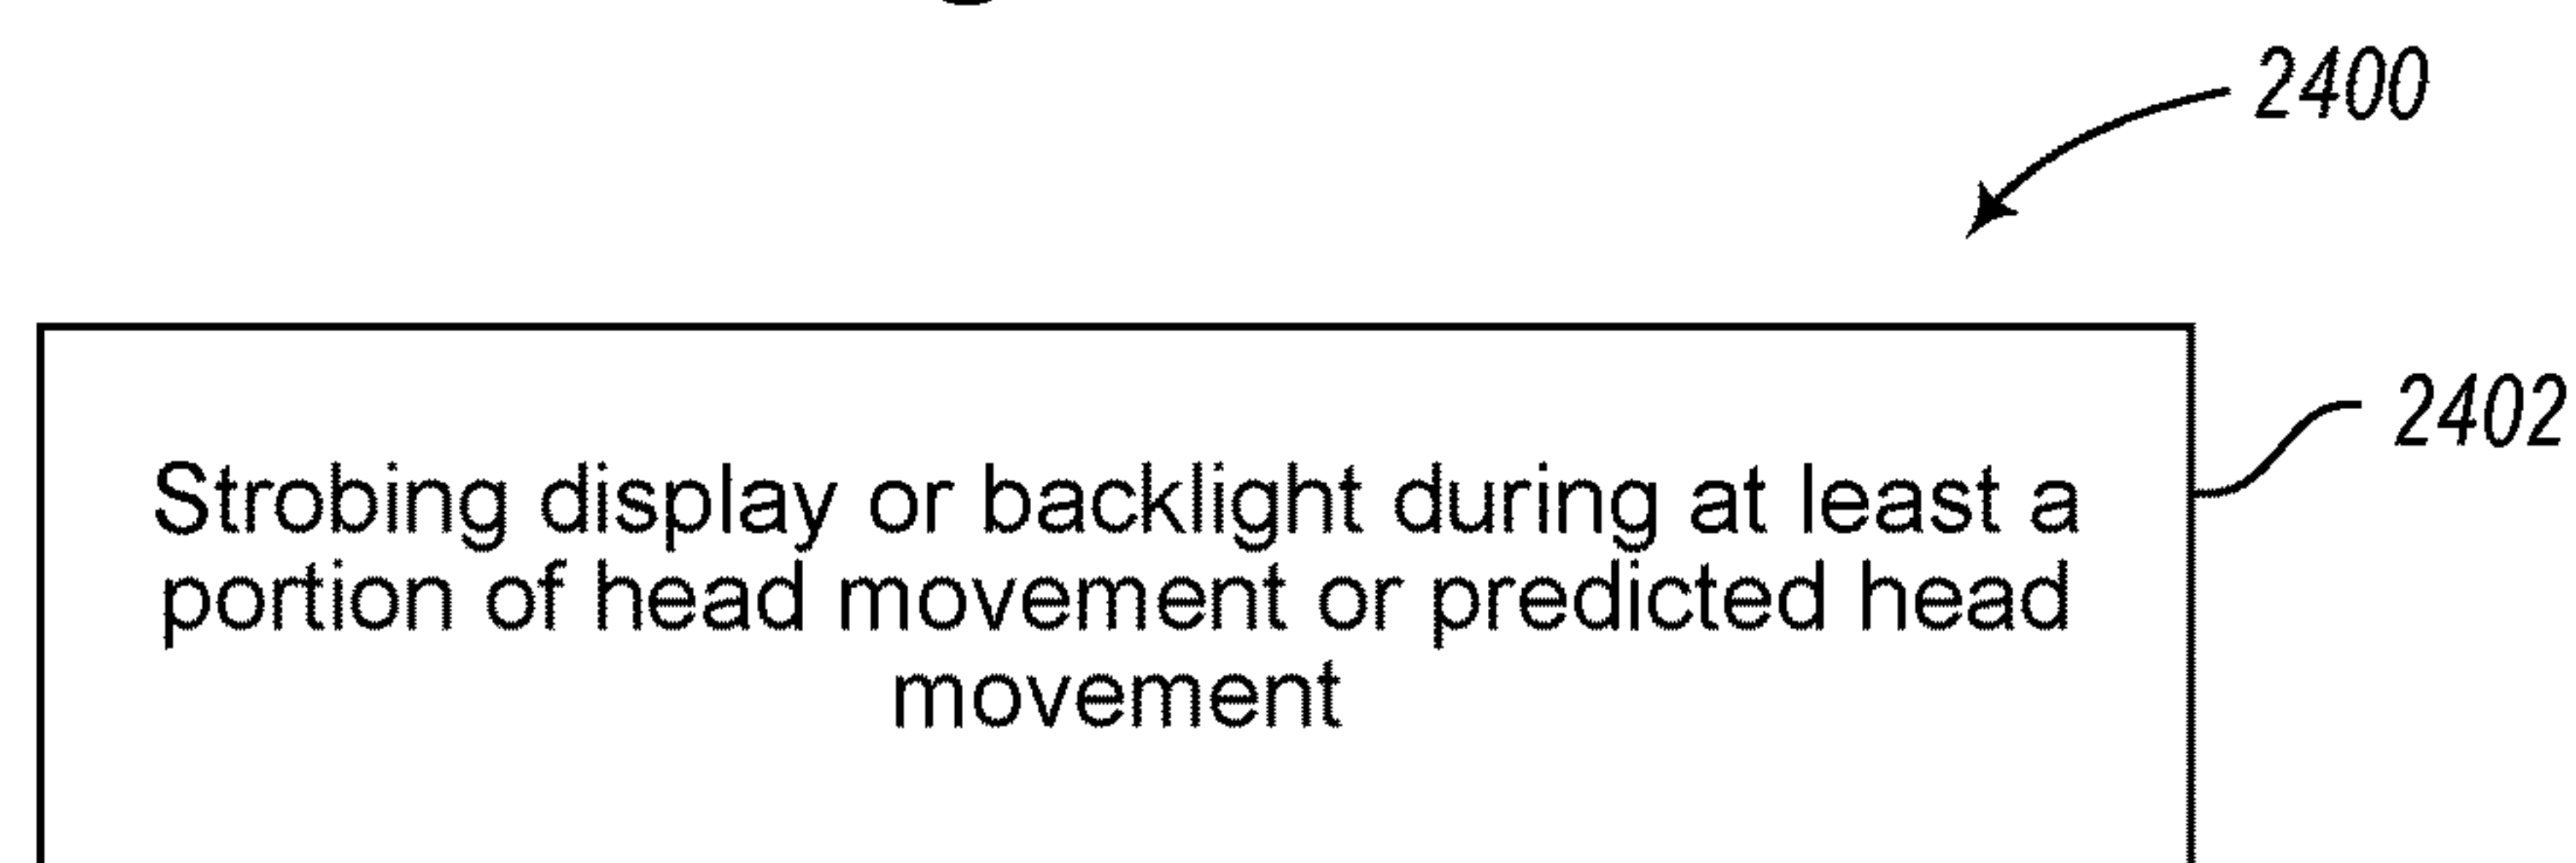 2400
2402
Strobing display or backlight during at least a
portion of head movement or predicted head
movement